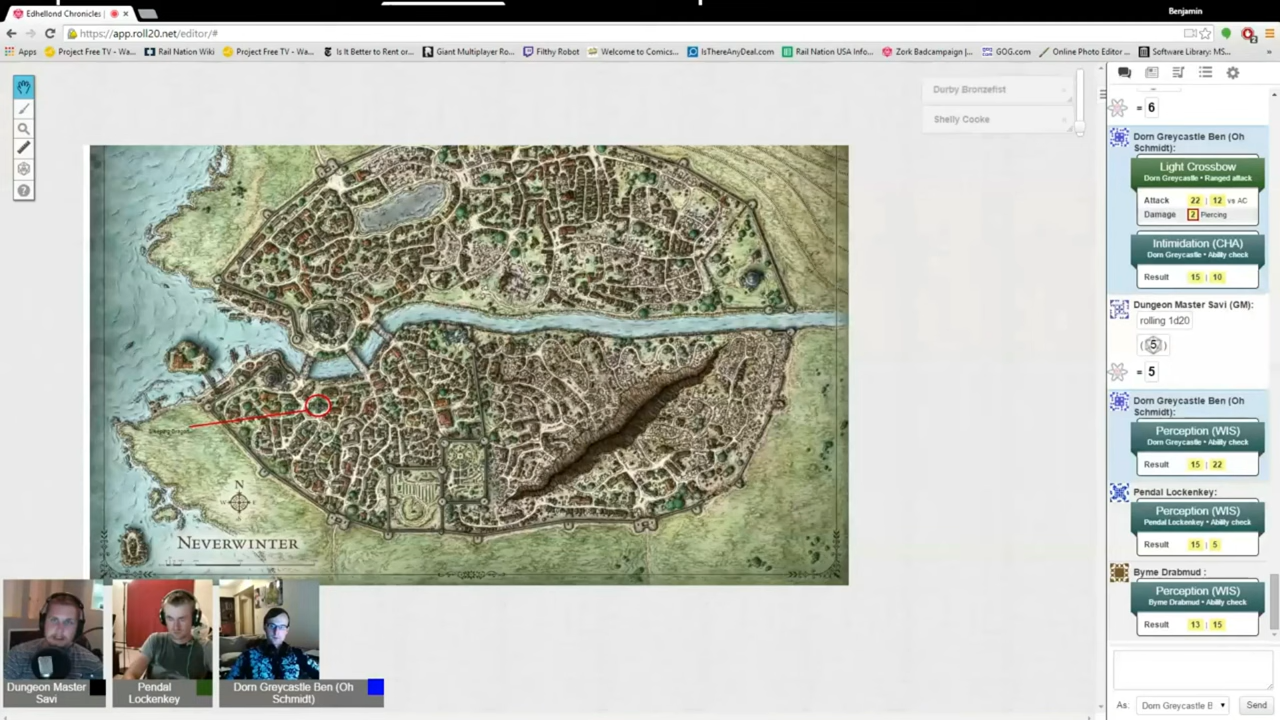 Benjamin
Edhellond Chronicles |
https://app.roll20.net/editor/#
Apps
Project Free TV - Wa...
Rail Nation Wiki
Project Free TV - Wa...
Is It Better to Rent or...
Giant Multiplayer Ro...
Filthy Robot
Welcome to Comics...
IsThereAnyDeal.com
Rail Nation USA Info...
Zork Badcampaign |...
GOG.com
Online Photo Editor ...
Software Library: MS...
»
Durby Bronzefist
Shelly Cooke
N
NEVERWINTER
= 6
Dorn Greycastle Ben (Oh
Schmidt):
Light Crossbow
Dorn Greycastle • Ranged attack
Attack 22 | 12 vs AC
Damage 2 Piercing
Intimidation (CHA)
Dorn Greycastle • Ability check
Result 15 | 10
Dungeon Master Savi (GM):
rolling 1d20
(5)
= 5
Dorn Greycastle Ben (Oh
Schmidt):
Perception (WIS)
Dorn Greycastle • Ability check
Result 15 | 22
Pendal Lockenkey:
Perception (WIS)
Pendal Lockenkey • Ability check
Result 15 | 5
Byrne Drabmud :
Perception (WIS)
Byrne Drabmud • Ability check
Result 13 | 15
As: Dorn Greycastle B
Send
Dungeon Master
Savi
Pendal
Lockenkey
Dorn Greycastle Ben (Oh
Schmidt)